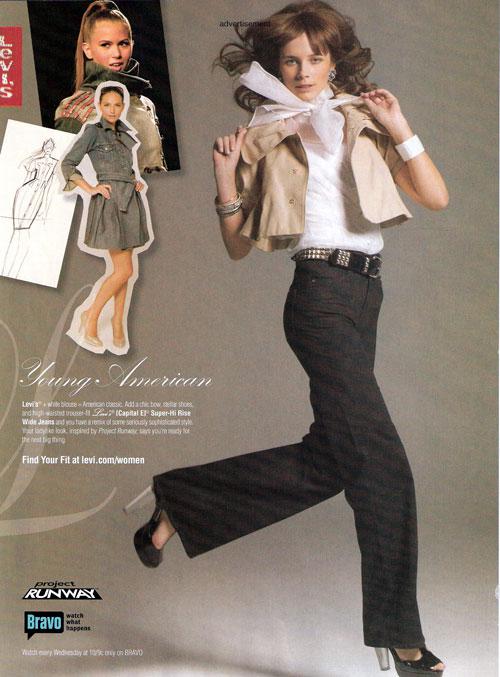 advertisement
LEVI'S
Young American
Levi's® + white blouse = American classic. Add a chic bow, stellar shoes,
and high-waisted trouser-fit Levi's® [Capital E]® Super-Hi Rise
Wide Jeans and you have a remix of some seriously sophisticated style.
Your ladylike look, inspired by Project Runway, says you're ready for
the next big thing.
Find Your Fit at levi.com/women
project
RUNWAY
Bravo
watch
what
happens
Watch every Wednesday at 10/9c only on BRAVO